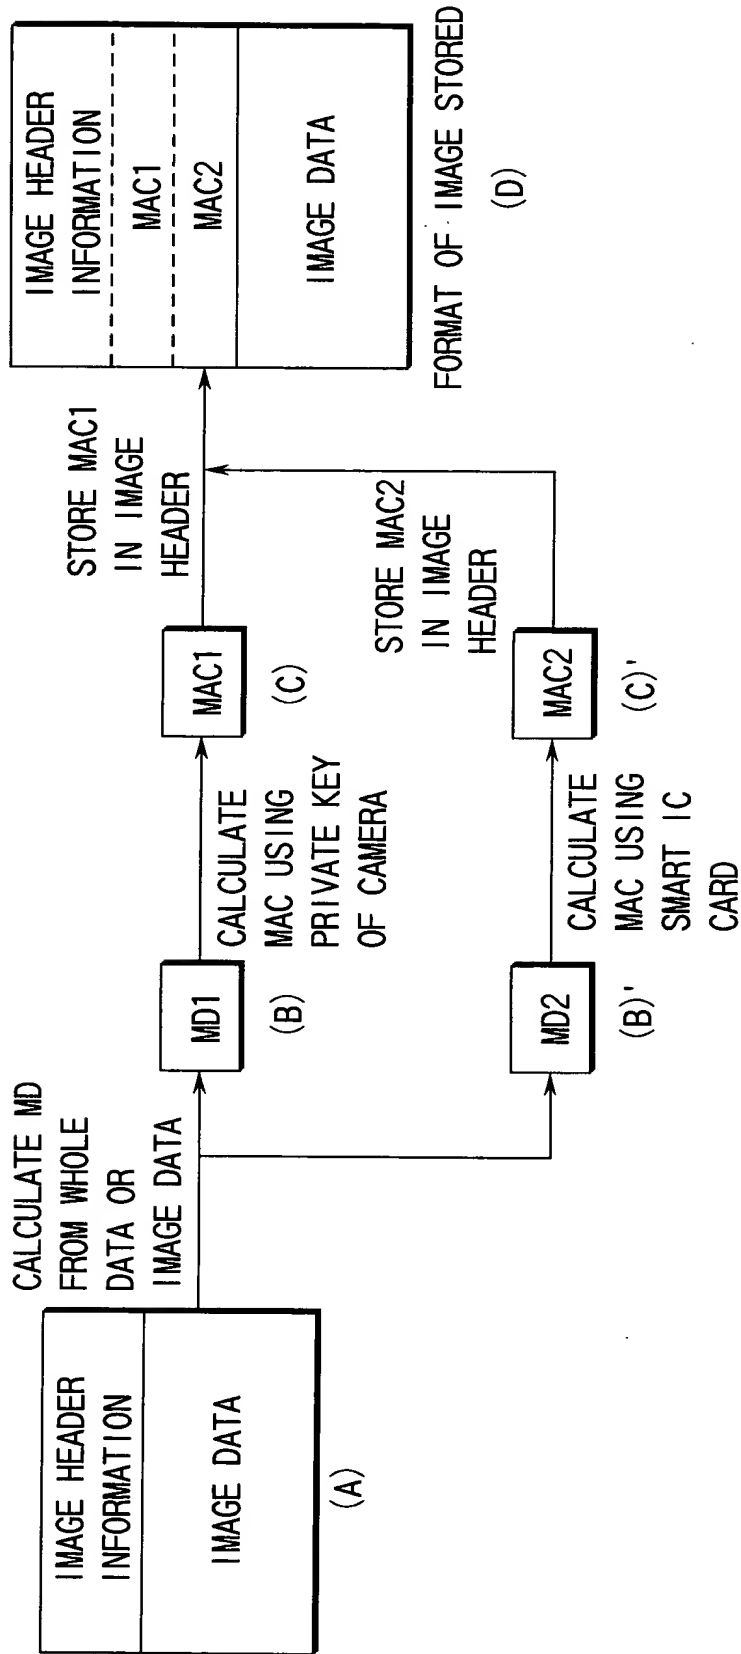 IMAGE HEADER
INFORMATION
IMAGE DATA
(A)
CALCULATE MD
FROM WHOLE
DATA OR
IMAGE DATA
MD1
(B)
CALCULATE
MAC USING
PRIVATE KEY
OF CAMERA
MAC1
(C)
STORE MAC1
IN IMAGE
HEADER
MD2
(B)'
CALCULATE
MAC USING
SMART IC
CARD
MAC2
(C)'
STORE MAC2
IN IMAGE
HEADER
IMAGE HEADER
INFORMATION
MAC1
MAC2
IMAGE DATA
FORMAT OF IMAGE STORED
(D)